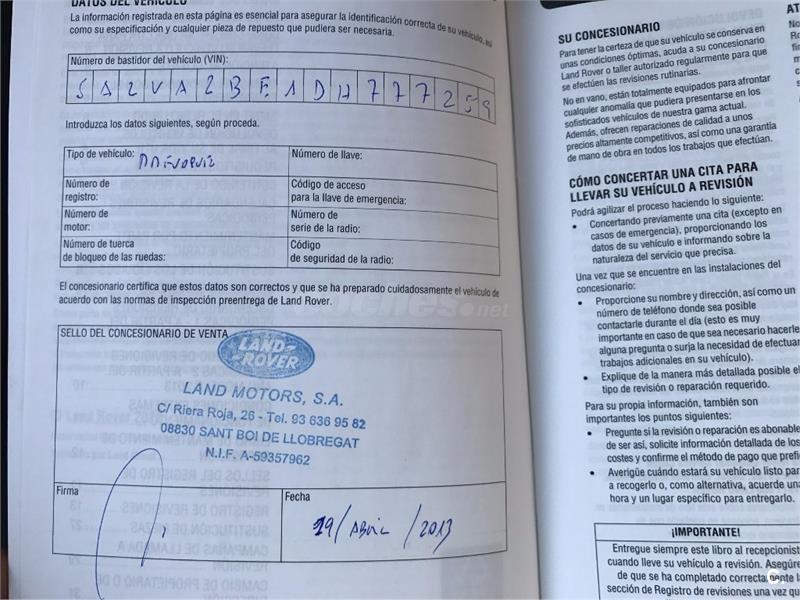 DATOS DEL VEHÍCULO
La información registrada en esta página es esencial para asegurar la identificación correcta de su vehículo, así
como su especificación y cualquier pieza de repuesto que pudiera ser necesaria.
Número de bastidor del vehículo (VIN):
SALVA2BE1DH777259
Introduzca los datos siguientes, según proceda.
Tipo de vehículo:
Número de llave:
Número de
registro:
Código de acceso
para la llave de emergencia:
Número de
motor:
Número de
serie de la radio:
Número de tuerca
de bloqueo de las ruedas:
Código
de seguridad de la radio:
El concesionario certifica que estos datos son correctos y que se ha preparado cuidadosamente el vehículo de
acuerdo con las normas de inspección preentrega de Land Rover.
SELLO DEL CONCESIONARIO DE VENTA
LAND
ROVER
LAND MOTORS, S.A.
C/ Riera Roja, 26 - Tel. 93 636 95 82
08830 SANT BOI DE LLOBREGAT
N.I.F. A-59357962
Firma
Fecha
19/ABRIL/2013
SU CONCESIONARIO
Para tener la certeza de que su vehículo se conserva en
unas condiciones óptimas, acuda a su concesionario
Land Rover o taller autorizado regularmente para que
se efectúen las revisiones rutinarias.
No en vano, están totalmente equipados para afrontar
cualquier anomalía que pudiera presentarse en los
sofisticados vehículos de nuestra gama actual.
Además, ofrecen reparaciones de calidad a unos
precios altamente competitivos, así como una garantía
de mano de obra en todos los trabajos que efectúan.
CÓMO CONCERTAR UNA CITA PARA
LLEVAR SU VEHÍCULO A REVISIÓN
Podrá agilizar el proceso haciendo lo siguiente:
• Concertando previamente una cita (excepto en
casos de emergencia), proporcionando los
datos de su vehículo e informando sobre la
naturaleza del servicio que precisa.
Una vez que se encuentre en las instalaciones del
concesionario:
• Proporcione su nombre y dirección, así como un
número de teléfono donde sea posible
contactarle durante el día (esto es muy
importante en caso de que sea necesario hacerle
alguna pregunta o surja la necesidad de efectuar
trabajos adicionales en su vehículo).
• Explique de la manera más detallada posible el
tipo de revisión o reparación requerido.
Para su propia información, también son
importantes los puntos siguientes:
• Pregunte si la revisión o reparación es abonable
de ser así, solicite información detallada de los
costes y confirme el método de pago que
• Averigüe cuándo estará su vehículo listo par
a recogerlo o, como alternativa, acuerde una
hora y un lugar específico para entregarlo.
¡IMPORTANTE!
Entregue siempre este libro al recepcionist
cuando lleve su vehículo a revisión. Asegúre
de que se ha completado correctamente la
sección de Registro de revisiones una vez que